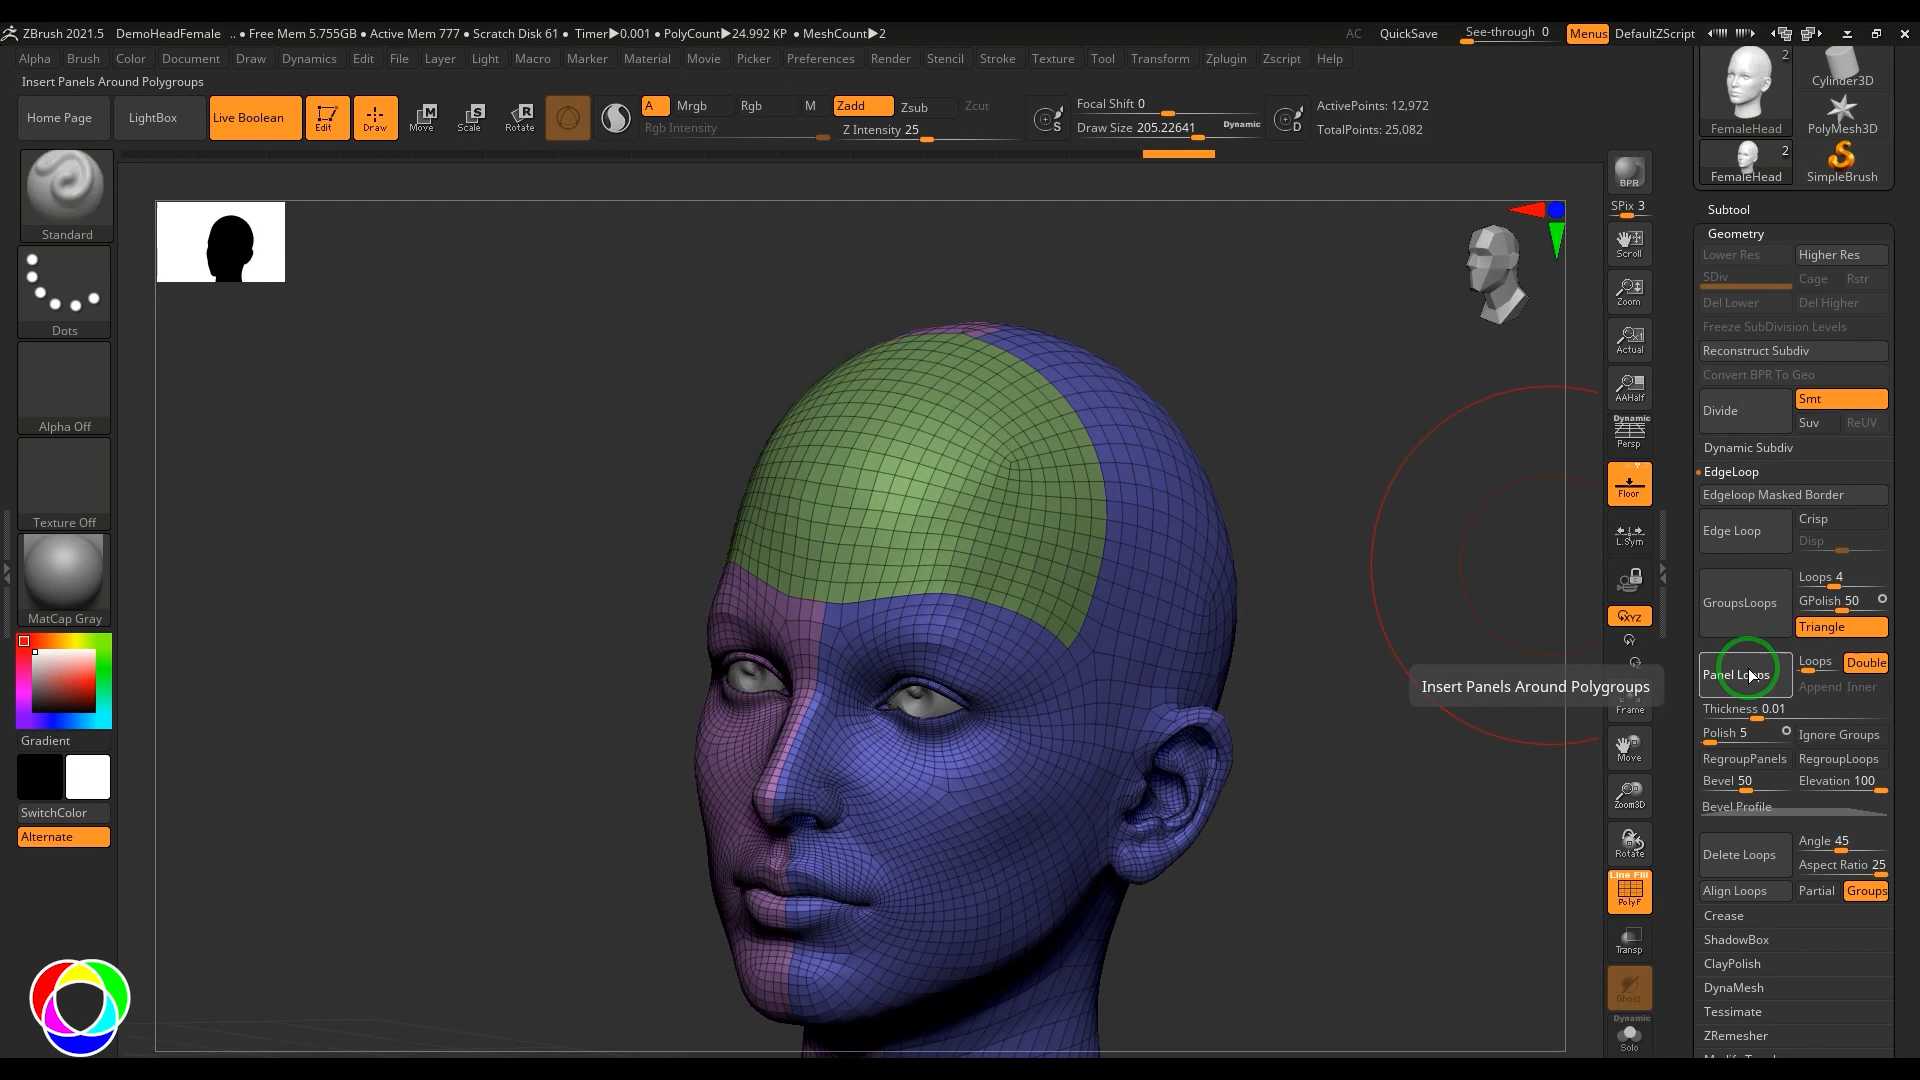 ZBrush 2021.5 DemoHeadFemale .. ● Free Mem 5.755GB ● Active Mem 777 ● Scratch Disk 61 ● Timer▶0.001 ● PolyCount▶24.992 KP ● MeshCount▶2 AC QuickSave See-through 0 Menus DefaultZScript
Alpha Brush Color Document Draw Dynamics Edit File Layer Light Macro Marker Material Movie Picker Preferences Render Stencil Stroke Texture Tool Transform Zplugin Zscript Help
Insert Panels Around Polygroups
Home Page LightBox Live Boolean Edit Draw Move Scale Rotate
A Mrgb Rgb M Zadd Zsub Zcut
Rgb Intensity Z Intensity 25
Focal Shift 0
Draw Size 205.22641 Dynamic
ActivePoints: 12,972
TotalPoints: 25,082
Standard
Dots
Alpha Off
Texture Off
MatCap Gray
Gradient
SwitchColor
Alternate
BPR
SPix 3
Scroll
Zoom
Actual
AAHalf
Dynamic
Persp
Floor
L.Sym
XYZ
Frame
Move
Zoom3D
Rotate
Line Fill
PolyF
Transp
Ghost
Dynamic
Solo
Insert Panels Around Polygroups
2
Cylinder3D
FemaleHead PolyMesh3D
2
FemaleHead SimpleBrush
Subtool
Geometry
Lower Res Higher Res
SDiv Cage Rstr
Del Lower Del Higher
Freeze SubDivision Levels
Reconstruct Subdiv
Convert BPR To Geo
Divide Smt
Suv ReUV
Dynamic Subdiv
EdgeLoop
Edgeloop Masked Border
Edge Loop Crisp
Disp
GroupsLoops Loops 4
GPolish 50
Triangle
Panel Loops Loops Double
Append Inner
Thickness 0.01
Polish 5 Ignore Groups
RegroupPanels RegroupLoops
Bevel 50 Elevation 100
Bevel Profile
Delete Loops Angle 45
Aspect Ratio 25
Align Loops Partial Groups
Crease
ShadowBox
ClayPolish
DynaMesh
Tessimate
ZRemesher